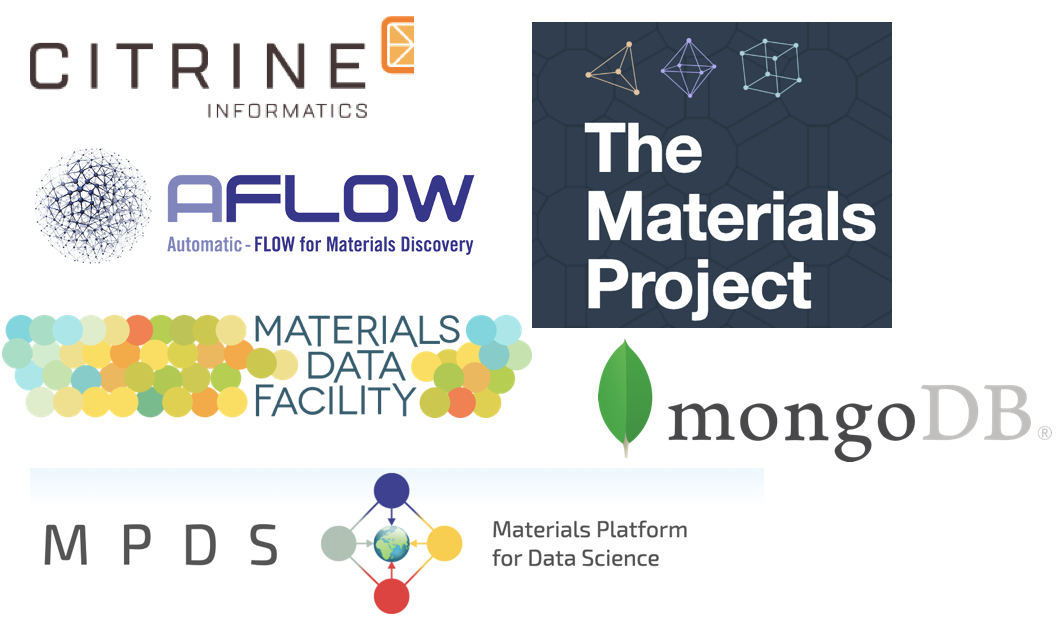 CITRINE
INFORMATICS
The
Materials
Project
AFLOW
Automatic - FLOW for Materials Discovery
MATERIALS
DATA
FACILITY
mongoDB®
MPDS
Materials Platform
for Data Science